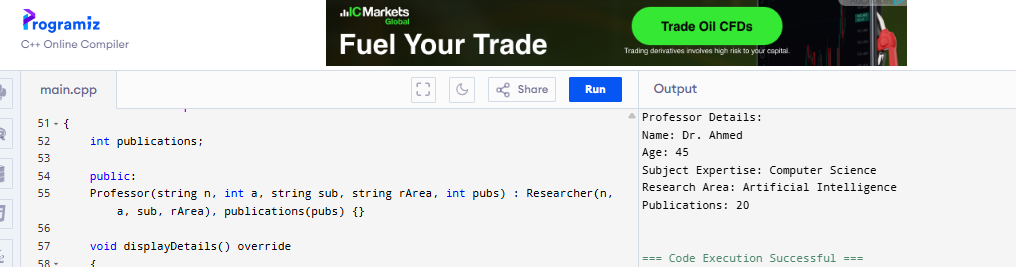 Programiz
C++ Online Compiler
ICMarkets
Global
Fuel Your Trade
Trade Oil CFDs
Trading derivatives involves high risk to your capital.
main.cpp
Share
Run
Output
51 {
52 int publications;
53
54 public:
55 Professor(string n, int a, string sub, string rArea, int pubs) : Researcher(n,
a, sub, rArea), publications(pubs) {}
56
57 void displayDetails() override
58 {
Professor Details:
Name: Dr. Ahmed
Age: 45
Subject Expertise: Computer Science
Research Area: Artificial Intelligence
Publications: 20
=== Code Execution Successful ===